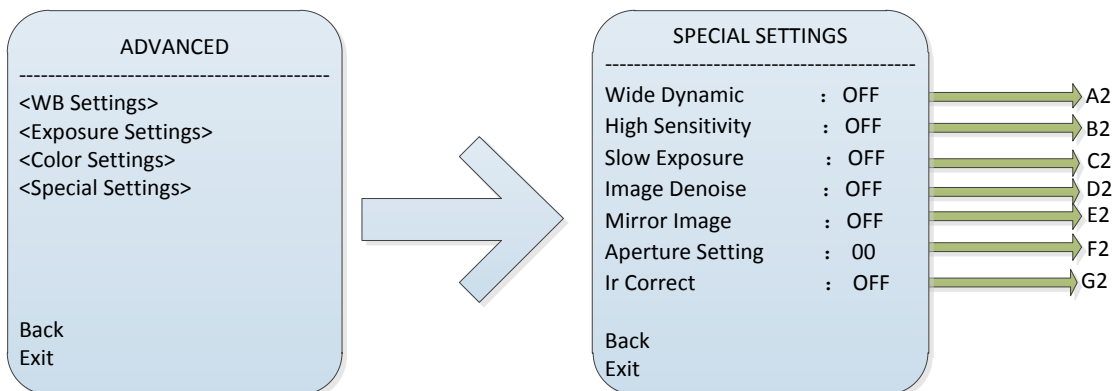 ADVANCED
--------------------------------------------
<WB Settings>
<Exposure Settings>
<Color Settings>
<Special Settings>
Back
Exit
SPECIAL SETTINGS
--------------------------------------------
Wide Dynamic : OFF A2
High Sensitivity : OFF B2
Slow Exposure : OFF C2
Image Denoise : OFF D2
Mirror Image : OFF E2
Aperture Setting : 00 F2
Ir Correct : OFF G2
Back
Exit